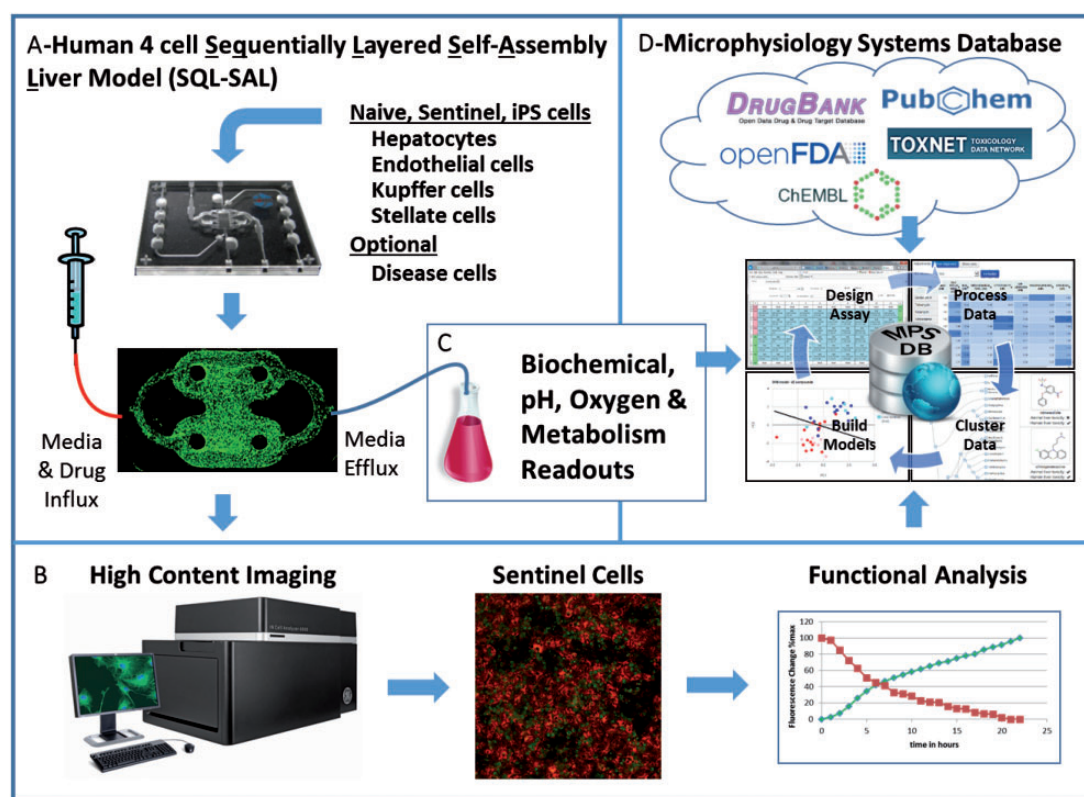 A-Human 4 cell Sequentially Layered Self-Assembly
Liver Model (SQL-SAL)
Naive, Sentinel, iPS cells
Hepatocytes
Endothelial cells
Kupffer cells
Stellate cells
Optional
Disease cells
Media
& Drug
Influx
Media
Efflux
C
Biochemical,
pH, Oxygen &
Metabolism
Readouts
D-Microphysiology Systems Database
DRUGBANK
Open Data Drug & Drug Target Database
PubChem
openFDA
TOXNET
TOXICOLOGY
DATA NETWORK
ChEMBL
Design
Assay
Process
Data
MPS
DB
Build
Models
Cluster
Data
B
High Content Imaging
Sentinel Cells
Functional Analysis
Fluorescence Change %max
120
100
80
60
40
20
0
0
5
10
15
20
25
time in hours